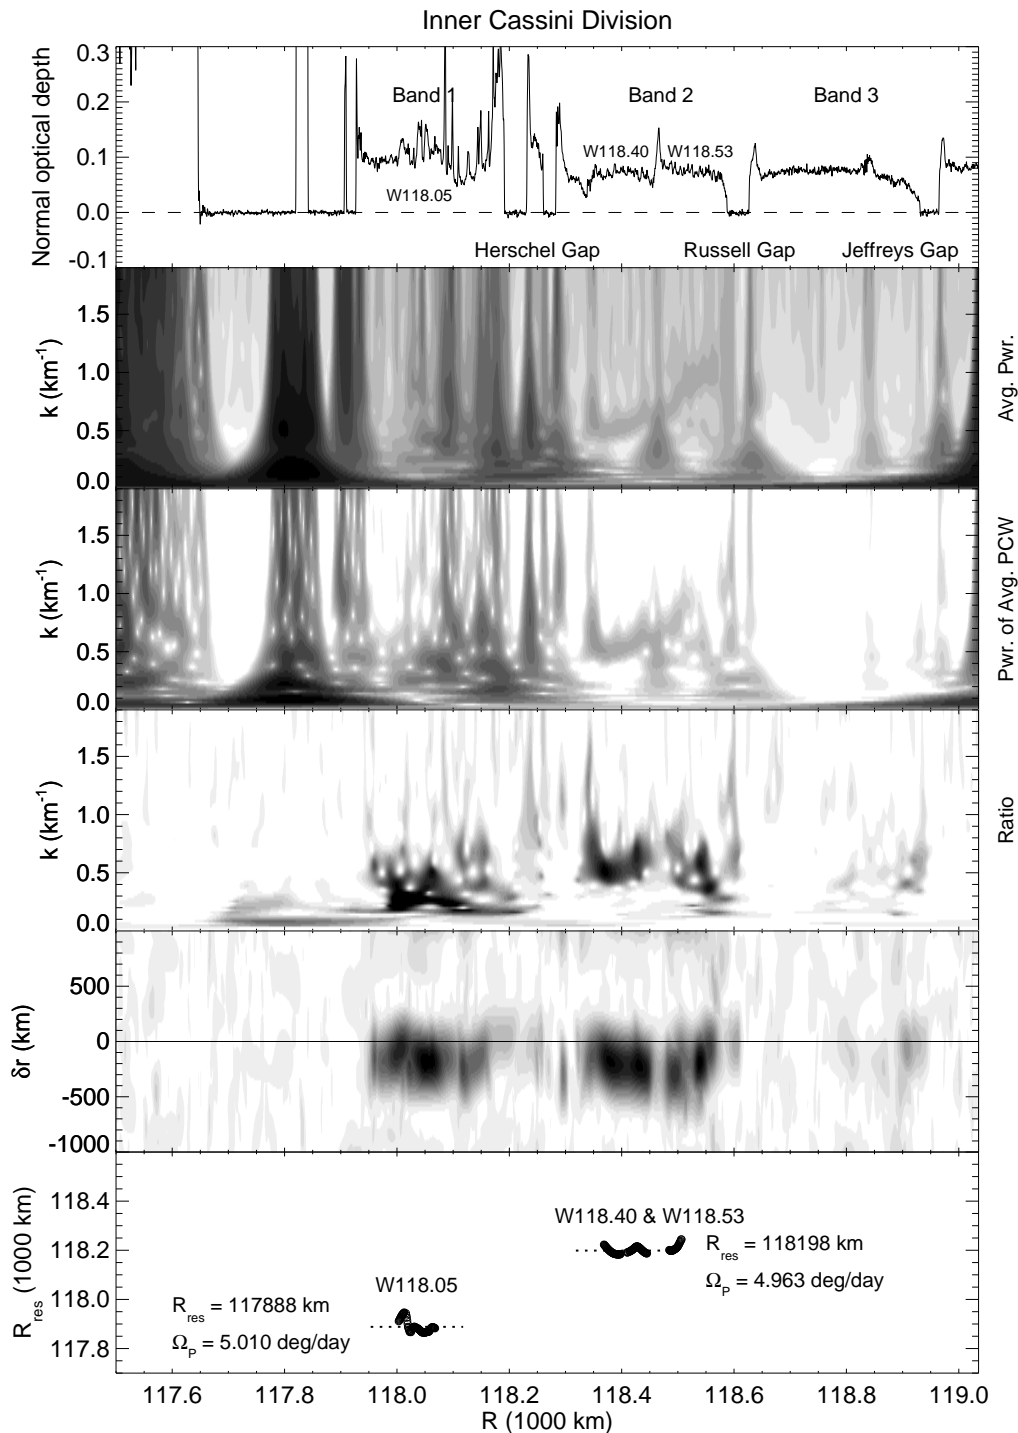 Inner Cassini Division
Normal optical depth
0.3
0.2
0.1
0.0
-0.1
Band 1
Band 2
Band 3
W118.40
W118.53
W118.05
Herschel Gap
Russell Gap
Jeffreys Gap
k (km⁻¹)
1.5
1.0
0.5
0.0
Avg. Pwr.
k (km⁻¹)
1.5
1.0
0.5
0.0
Pwr. of Avg. PCW
k (km⁻¹)
1.5
1.0
0.5
0.0
Ratio
δr (km)
500
0
-500
-1000
R_res (1000 km)
118.4
118.2
118.0
117.8
W118.40 & W118.53
R_res = 118198 km
Ω_P = 4.963 deg/day
W118.05
R_res = 117888 km
Ω_P = 5.010 deg/day
117.6 117.8 118.0 118.2 118.4 118.6 118.8 119.0
R (1000 km)